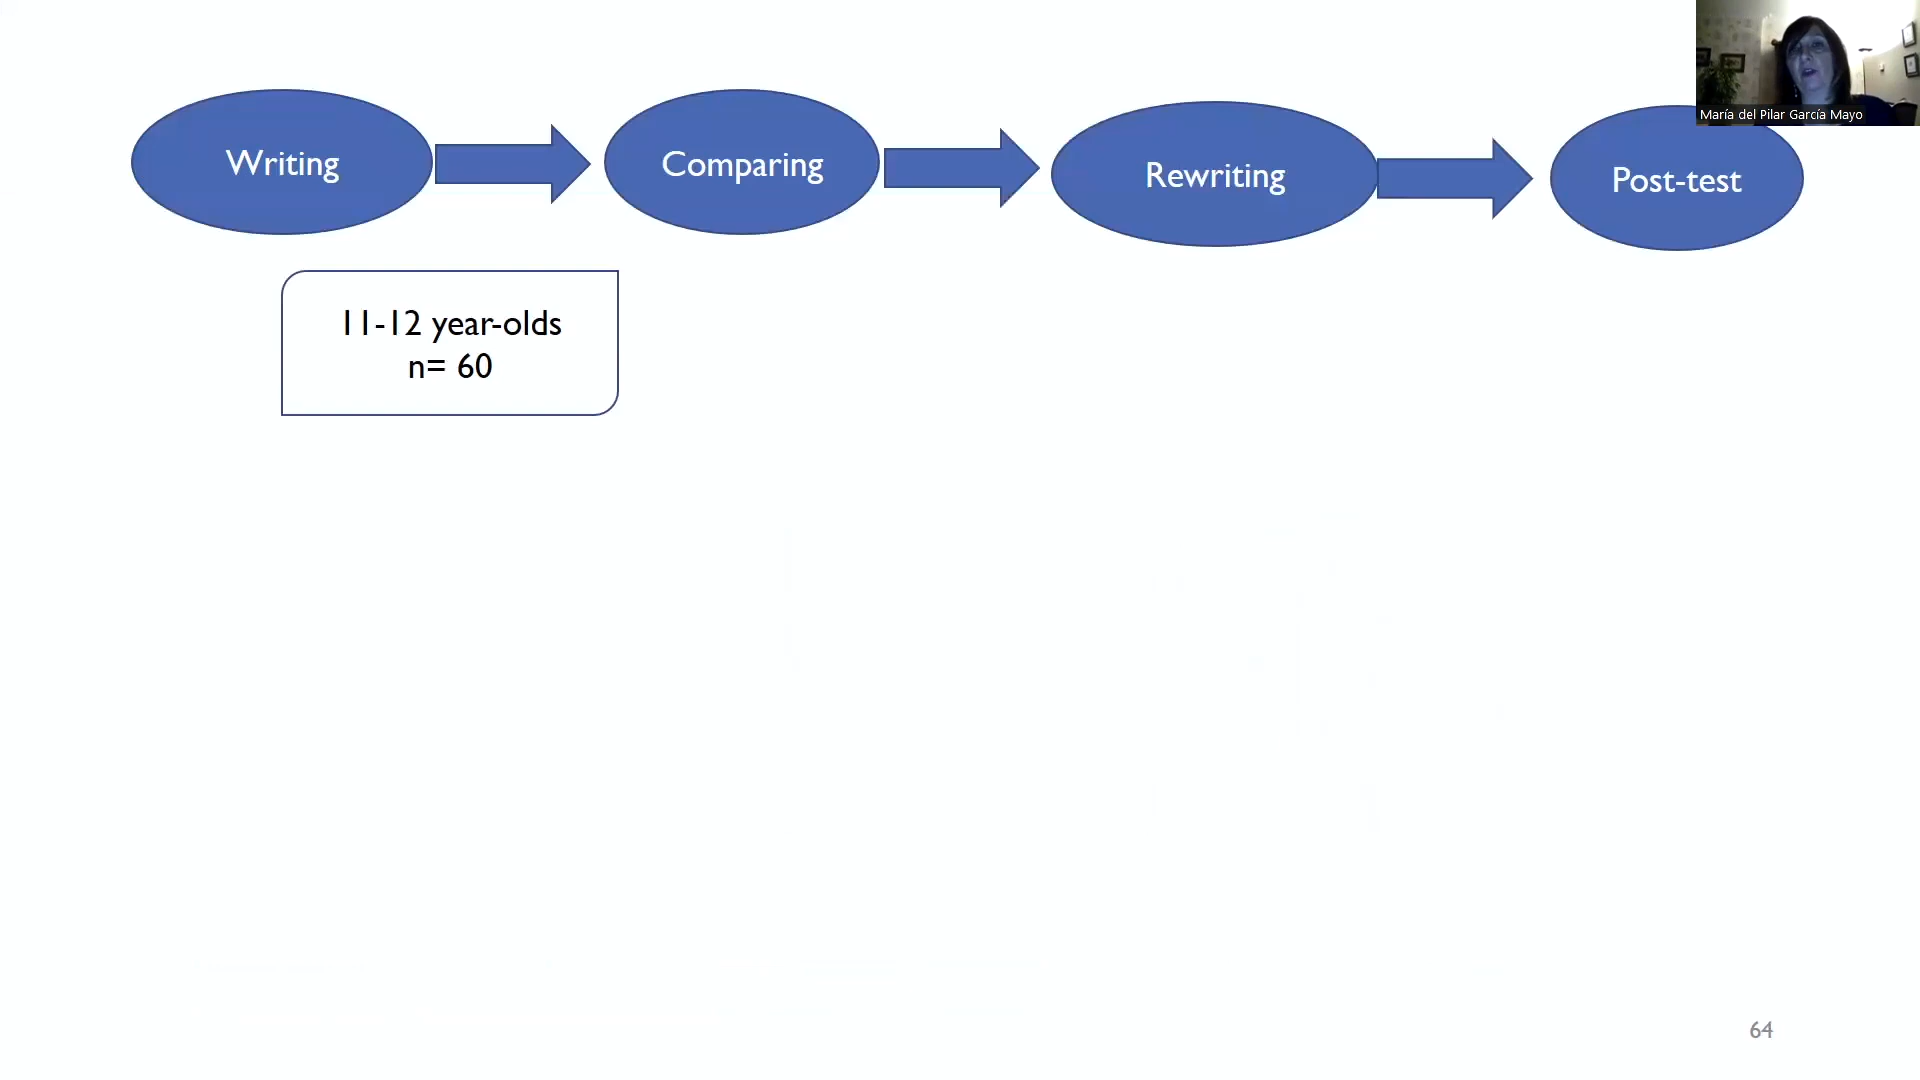 Writing
Comparing
Rewriting
Post-test
María del Pilar García Mayo
11-12 year-olds
n= 60
64